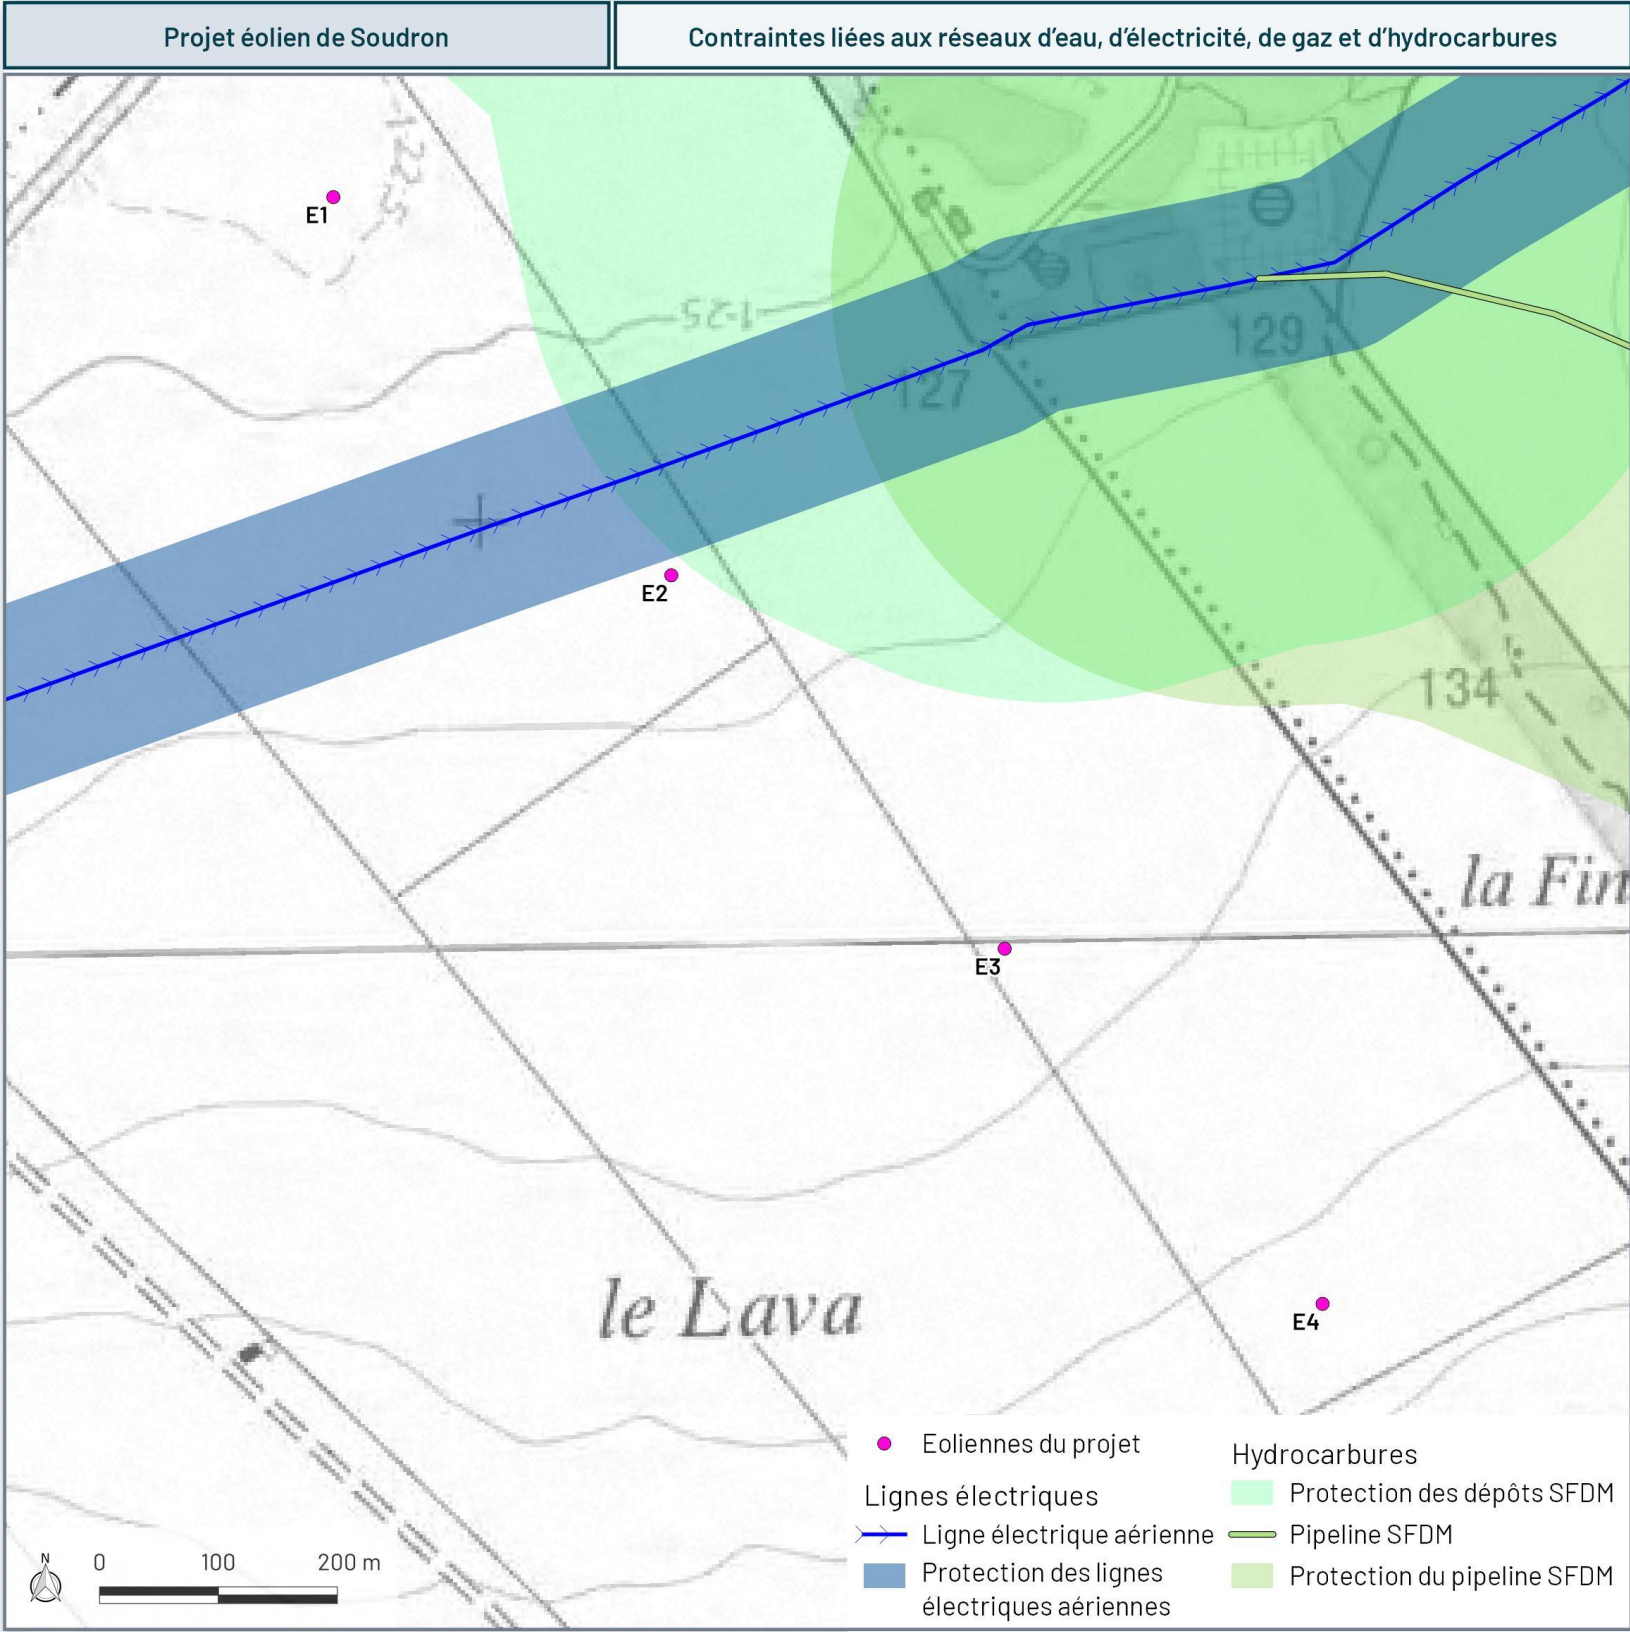 Projet éolien de Soudron
Contraintes liées aux réseaux d'eau, d'électricité, de gaz et d'hydrocarbures
122.5
E1
125
129
127
E2
134
la Fin
E3
le Lava
E4
Eoliennes du projet
Lignes électriques
Ligne électrique aérienne
Protection des lignes
électriques aériennes
Hydrocarbures
Protection des dépôts SFDM
Pipeline SFDM
Protection du pipeline SFDM
N
0 100 200 m